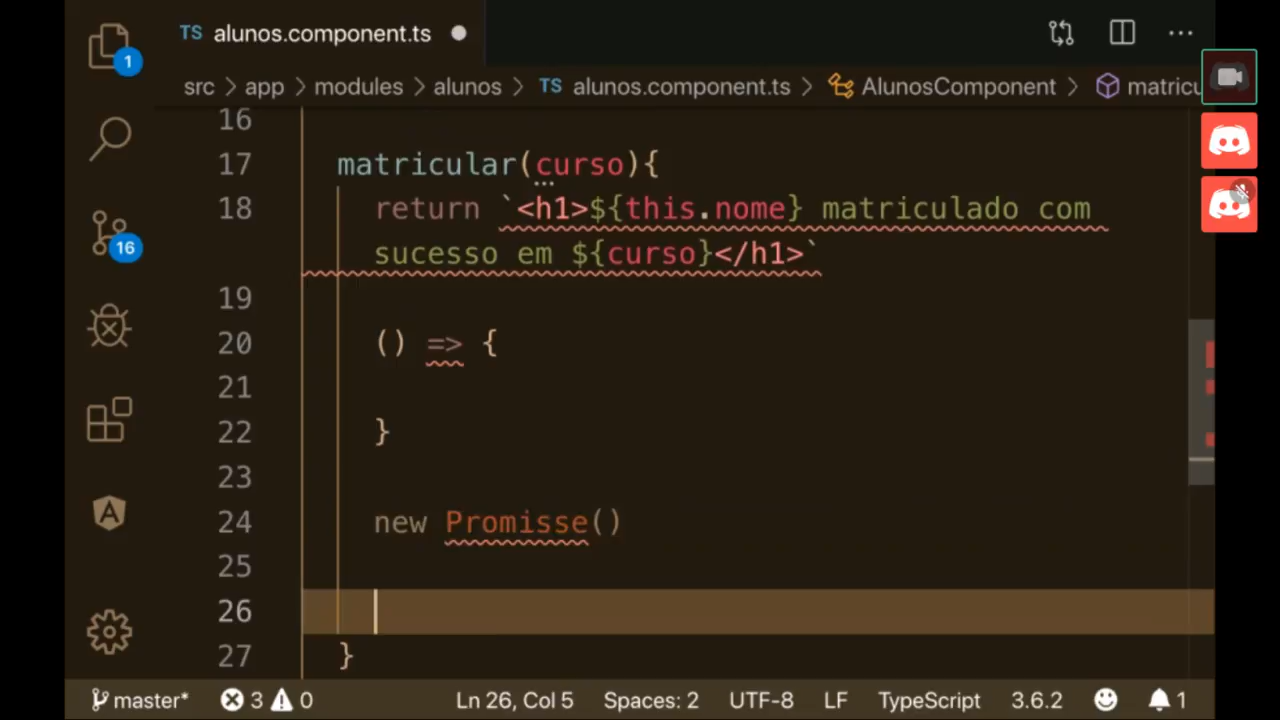 TS alunos.component.ts
1
src > app > modules > alunos > TS alunos.component.ts > AlunosComponent > matricu
16
17 matricular(curso){
18 return `<h1>${this.nome} matriculado com
sucesso em ${curso}</h1>`
16
19
20 () => {
21
22 }
23
24 new Promisse()
25
26
27 }
master* 3 0 Ln 26, Col 5 Spaces: 2 UTF-8 LF TypeScript 3.6.2 1